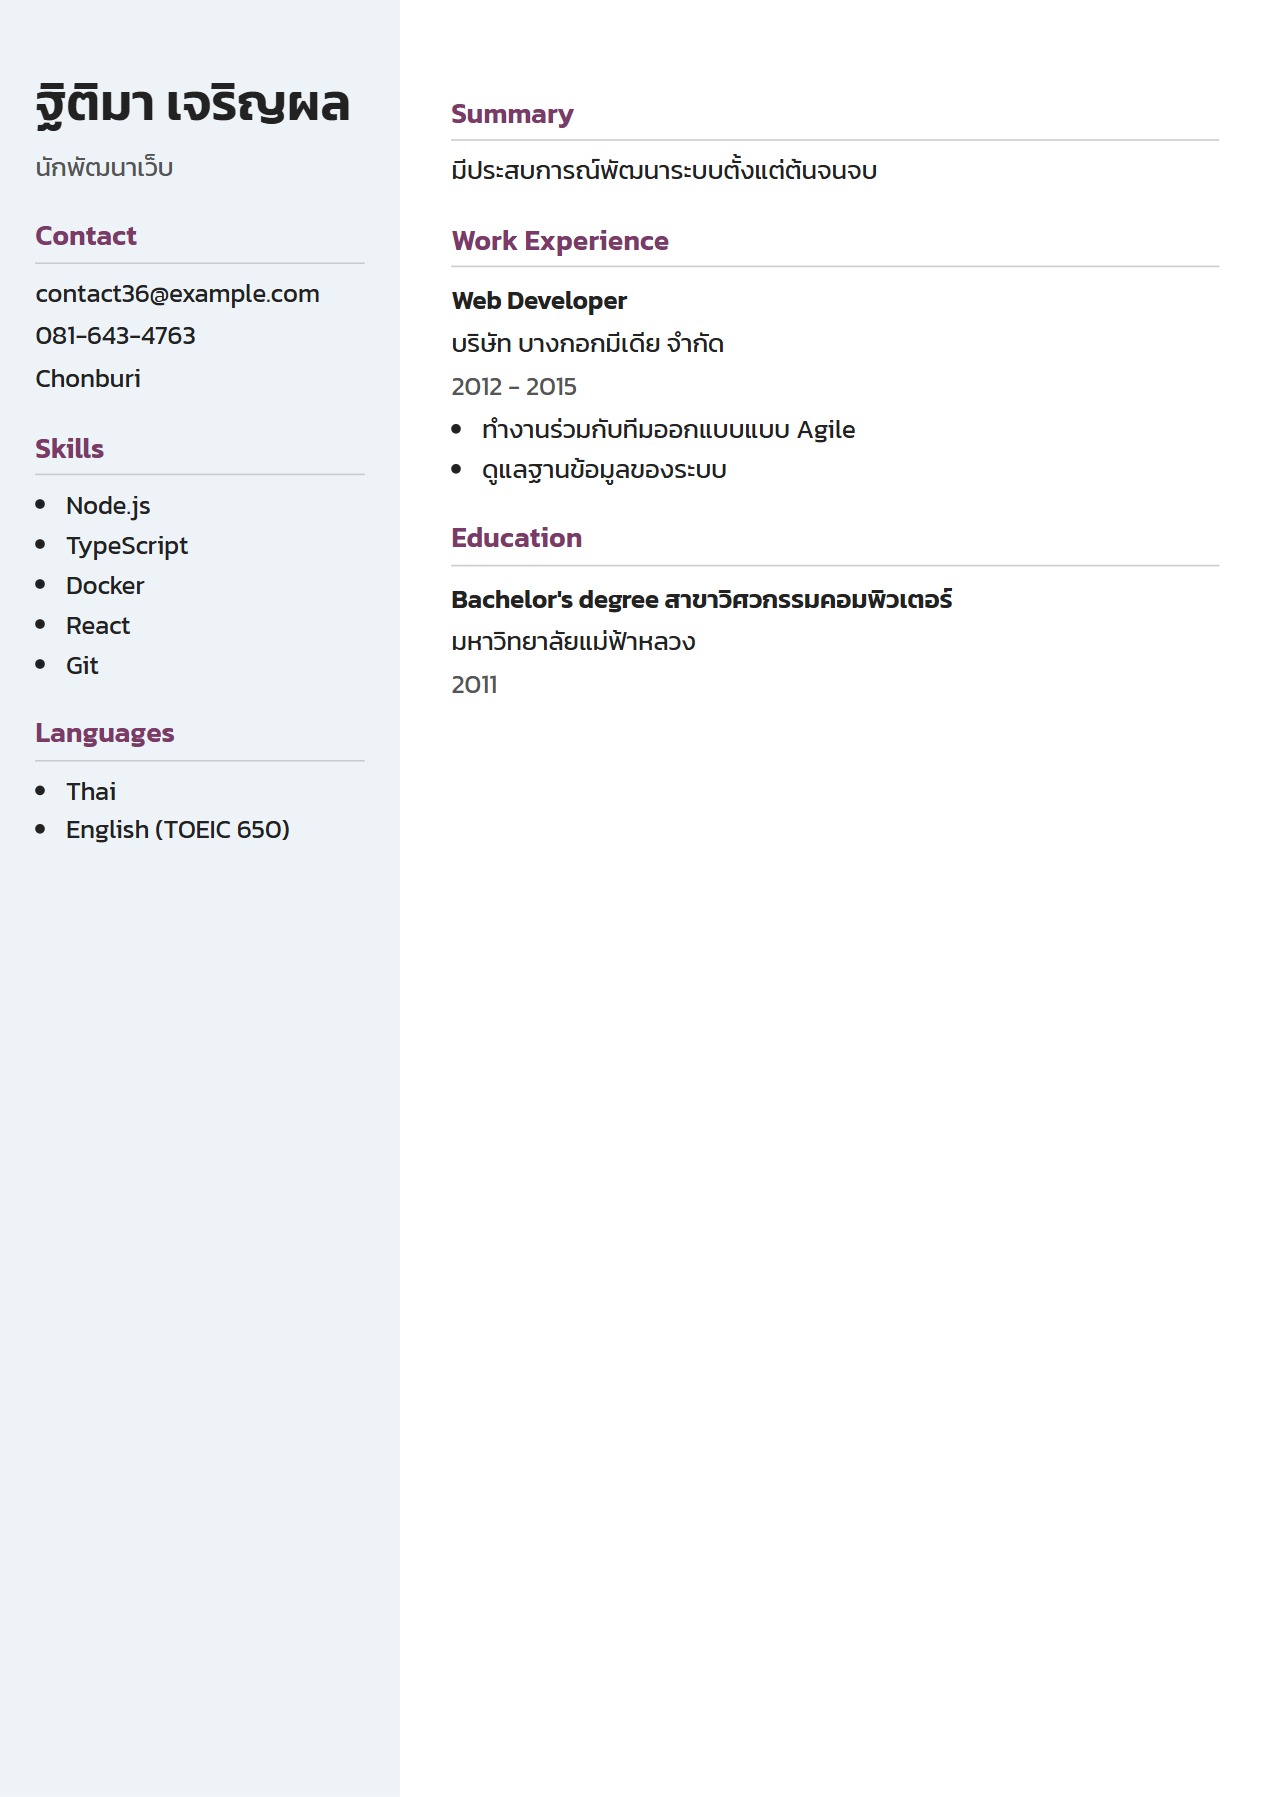 ฐิติมา เจริญผล
นักพัฒนาเว็บ
Contact
contact36@example.com
081-643-4763
Chonburi
Skills
Node.js
TypeScript
Docker
React
Git
Languages
Thai
English (TOEIC 650)
Summary
มีประสบการณ์พัฒนาระบบตั้งแต่ต้นจนจบ
Work Experience
Web Developer
บริษัท บางกอกมีเดีย จำกัด
2012 - 2015
ทำงานร่วมกับทีมออกแบบแบบ Agile
ดูแลฐานข้อมูลของระบบ
Education
Bachelor's degree สาขาวิศวกรรมคอมพิวเตอร์
มหาวิทยาลัยแม่ฟ้าหลวง
2011